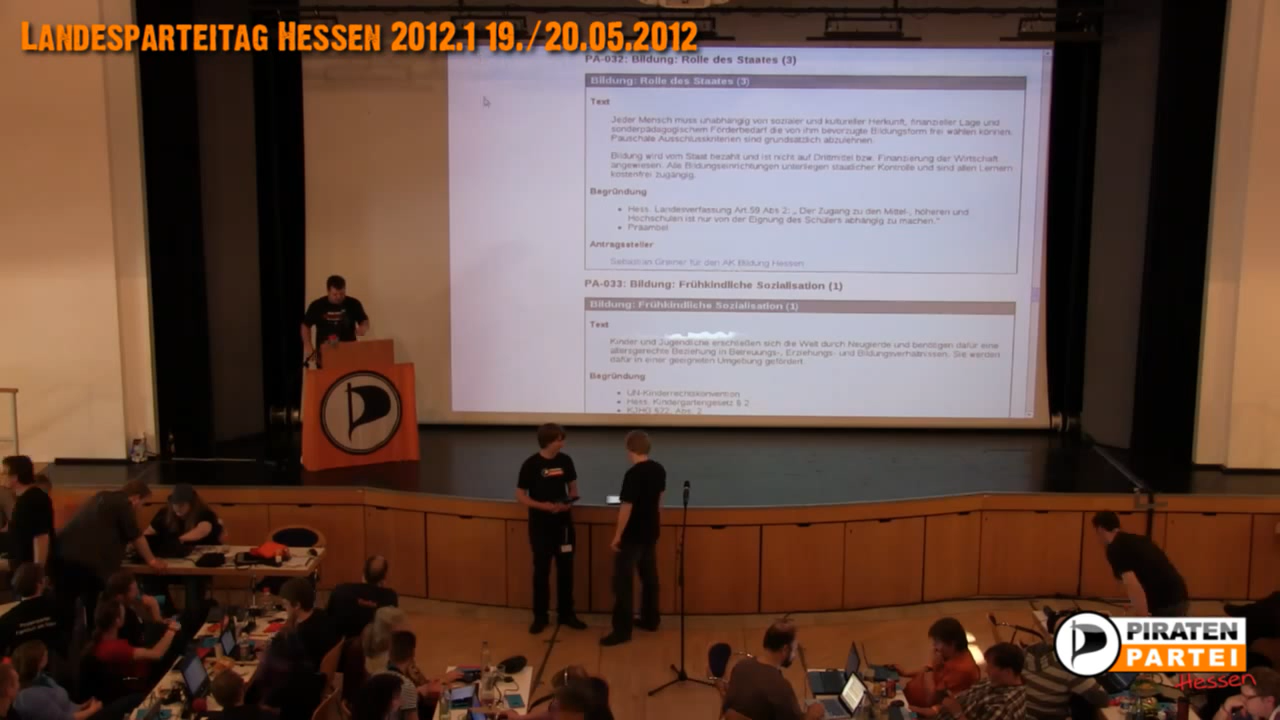 Landesparteitag Hessen 2012.1 19./20.05.2012
PA-032: Bildung: Rolle des Staates (3)
Bildung: Rolle des Staates (3)
Text
Jeder Mensch muss unabhängig von sozialer und kultureller Herkunft, finanzieller Lage und
sonderpädagogischem Förderbedarf die von ihm bevorzugte Bildungsform frei wählen können.
Pauschale Ausschlusskriterien sind grundsätzlich abzulehnen.
Bildung wird vom Staat bezahlt und ist nicht auf Drittmittel bzw. Finanzierung der Wirtschaft
angewiesen. Alle Bildungseinrichtungen unterliegen staatlicher Kontrolle und sind allen Lernern
kostenfrei zugängig.
Begründung
• Hess. Landesverfassung Art.59 Abs 2: „ Der Zugang zu den Mittel-, höheren und
Hochschulen ist nur von der Eignung des Schülers abhängig zu machen."
• Präambel
Antragssteller
Sebastian Greiner für den AK Bildung Hessen
PA-033: Bildung: Frühkindliche Sozialisation (1)
Bildung: Frühkindliche Sozialisation (1)
Text
Kinder und Jugendliche erschließen sich die Welt durch Neugierde und benötigen dafür eine
altersgerechte Beziehung in Betreuungs-, Erziehungs- und Bildungsverhältnissen. Sie werden
dafür in einer geeigneten Umgebung gefördert.
Begründung
• UN-Kinderrechtskonvention
• Hess. Kindergartengesetz § 2
• KJHG §22, Abs. 2
PIRATEN
PARTEI
Hessen